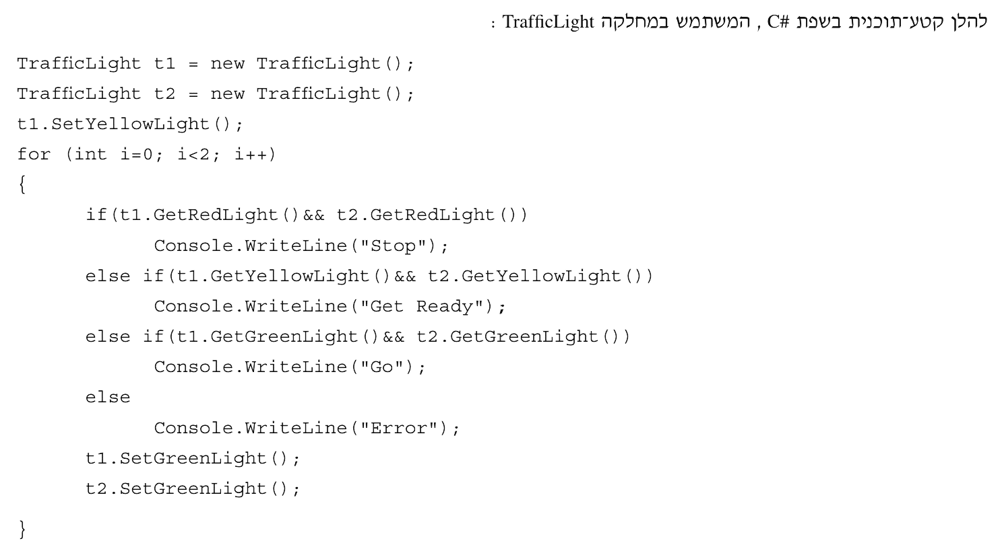 להלן קטע־תוכנית בשפת C# , המשתמש במחלקה TrafficLight :
TrafficLight t1 = new TrafficLight();
TrafficLight t2 = new TrafficLight();
t1.SetYellowLight();
for (int i=0; i<2; i++)
{
if(t1.GetRedLight()&& t2.GetRedLight())
Console.WriteLine("Stop");
else if(t1.GetYellowLight()&& t2.GetYellowLight())
Console.WriteLine("Get Ready");
else if(t1.GetGreenLight()&& t2.GetGreenLight())
Console.WriteLine("Go");
else
Console.WriteLine("Error");
t1.SetGreenLight();
t2.SetGreenLight();
}